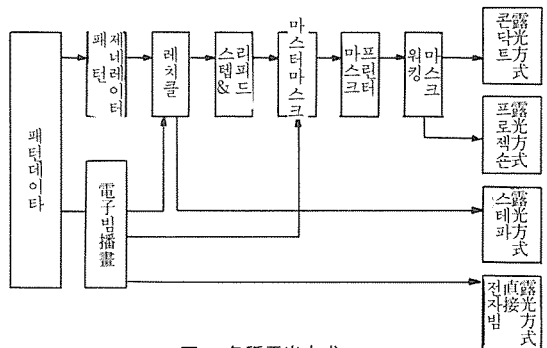 패턴데이타
패턴
제네레이터
레치클
스텝&
리피드
마스터마스크
마스크
프린터
워킹
마스크
콘닥트
露光方式
프로젝숀
露光方式
電子빔播畫
스테파
露光方式
전자빔
直接
露光方式